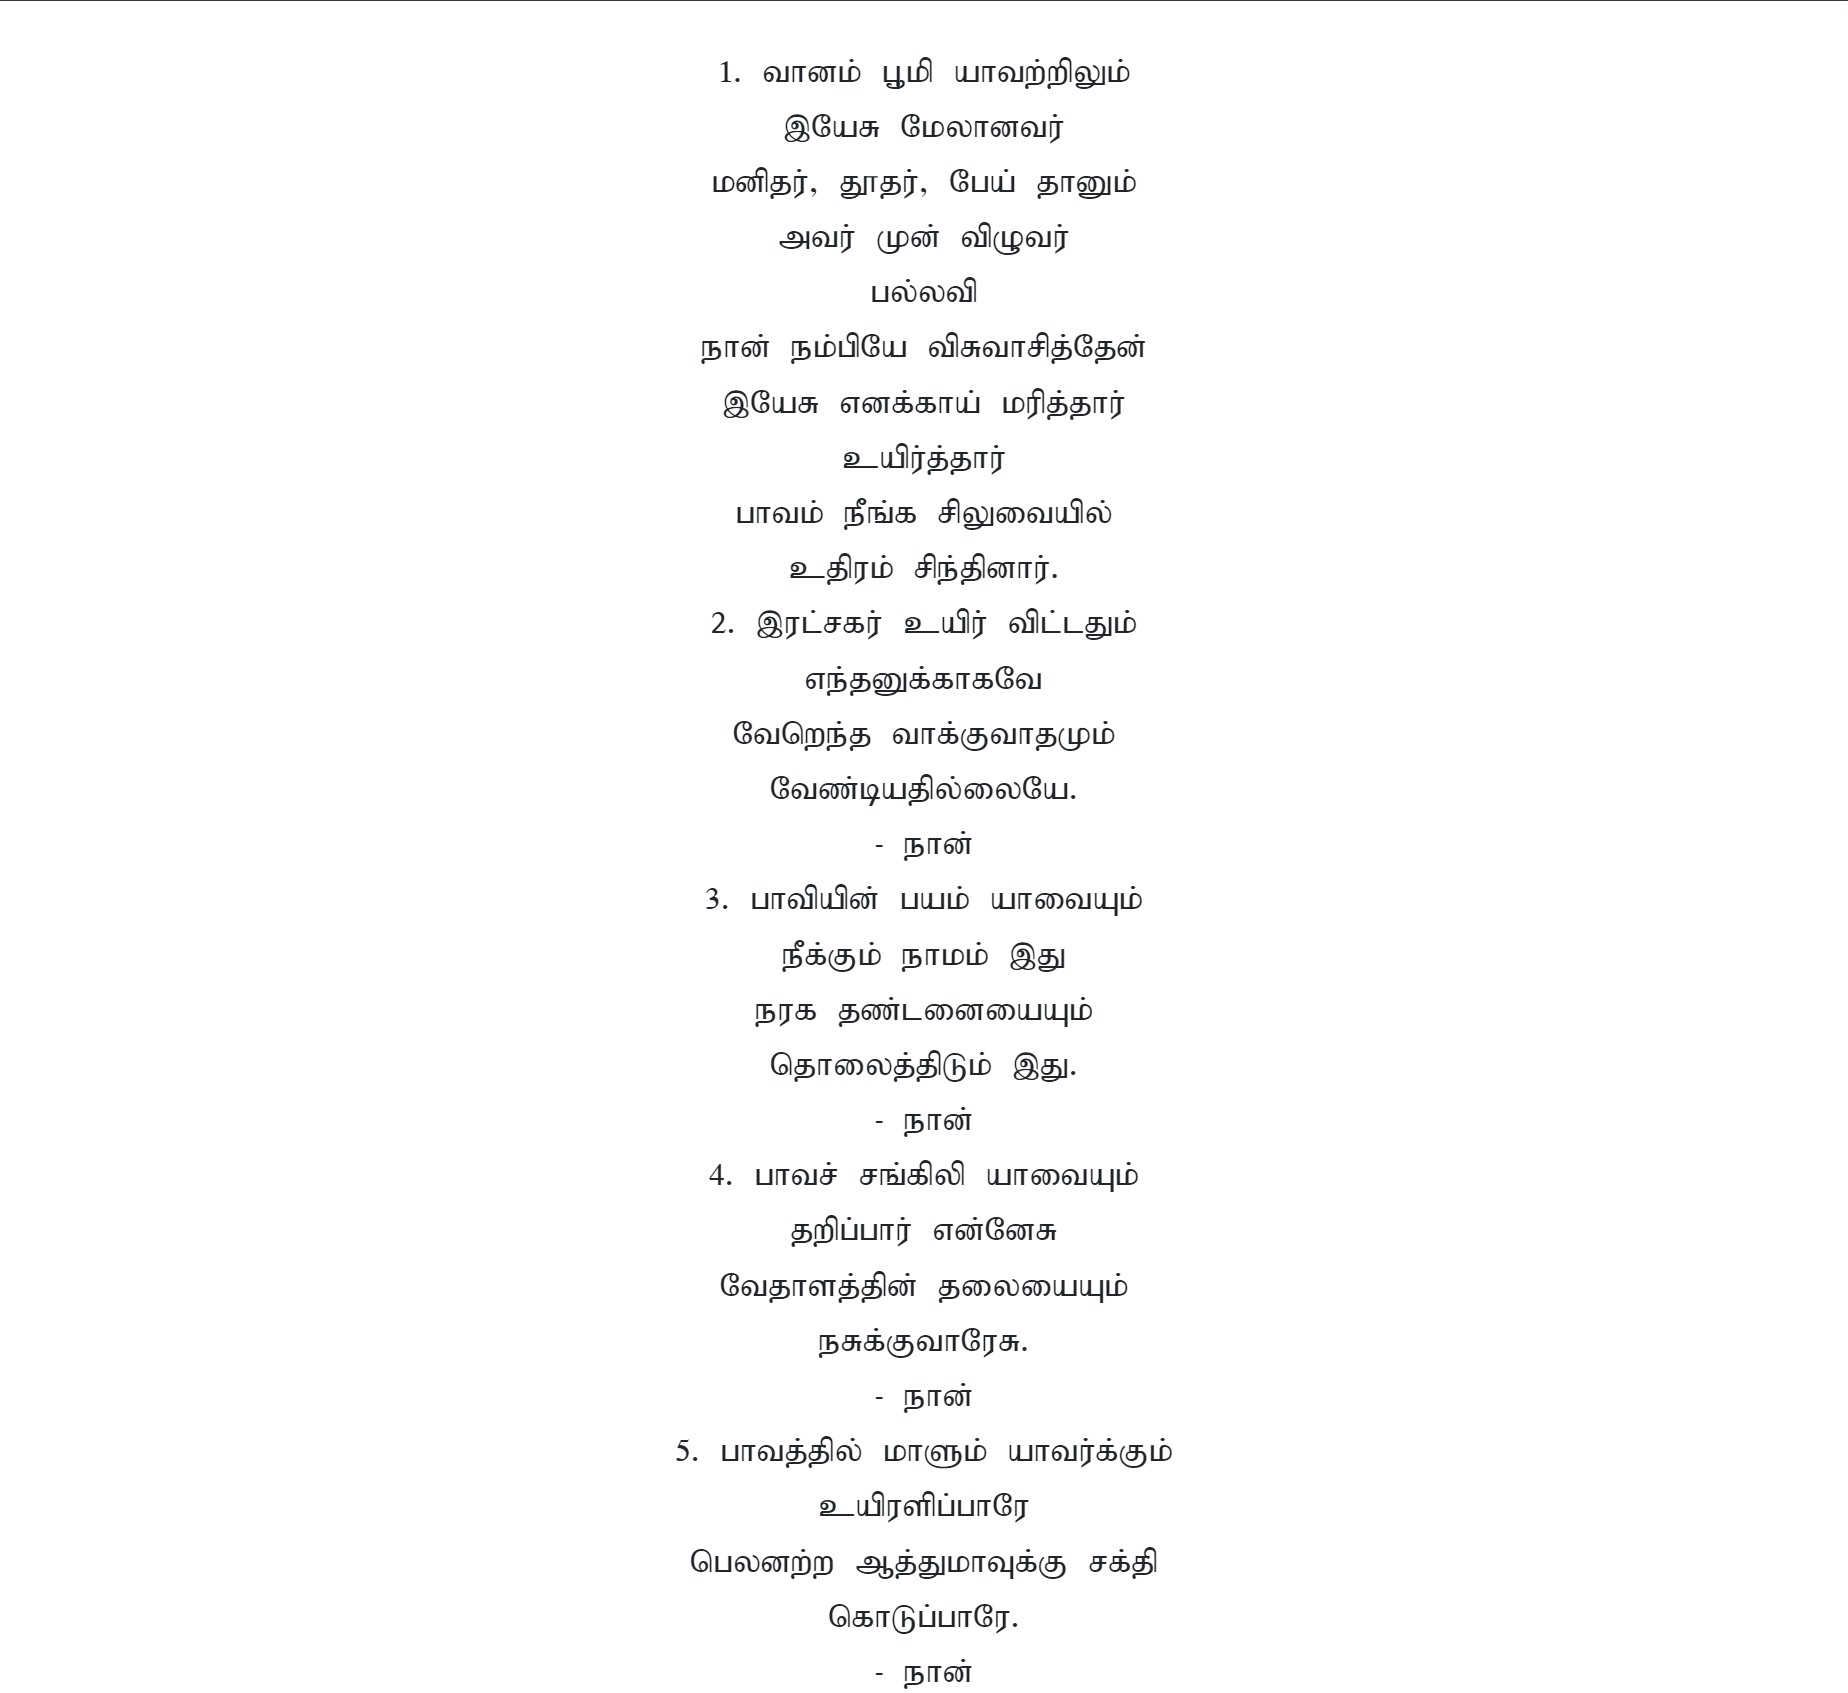 1. வானம் பூமி யாவற்றிலும்
இயேசு மேலானவர்
மனிதர், தூதர், பேய் தானும்
அவர் முன் விழுவர்
பல்லவி
நான் நம்பியே விசுவாசித்தேன்
இயேசு எனக்காய் மரித்தார்
உயிர்த்தார்
பாவம் நீங்க சிலுவையில்
உதிரம் சிந்தினார்.
2. இரட்சகர் உயிர் விட்டதும்
எந்தனுக்காகவே
வேறெந்த வாக்குவாதமும்
வேண்டியதில்லையே.
- நான்
3. பாவியின் பயம் யாவையும்
நீக்கும் நாமம் இது
நரக தண்டனையையும்
தொலைத்திடும் இது.
- நான்
4. பாவச் சங்கிலி யாவையும்
தறிப்பார் என்னேசு
வேதாளத்தின் தலையையும்
நசுக்குவாரேசு.
- நான்
5. பாவத்தில் மாளும் யாவர்க்கும்
உயிரளிப்பாரே
பெலனற்ற ஆத்துமாவுக்கு சக்தி
கொடுப்பாரே.
- நான்